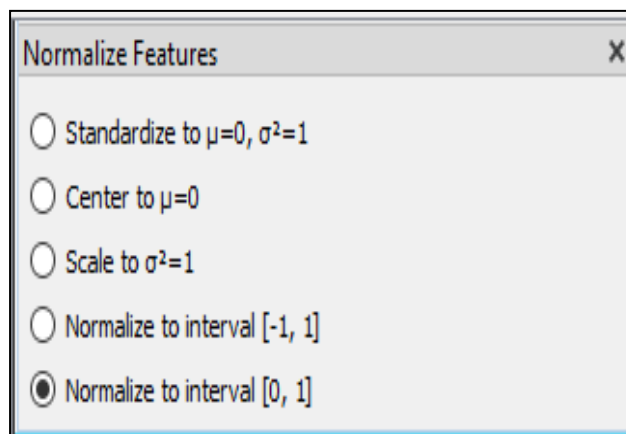 Normalize Features
Standardize to µ=0, σ²=1
Center to µ=0
Scale to σ²=1
Normalize to interval [-1, 1]
Normalize to interval [0, 1]